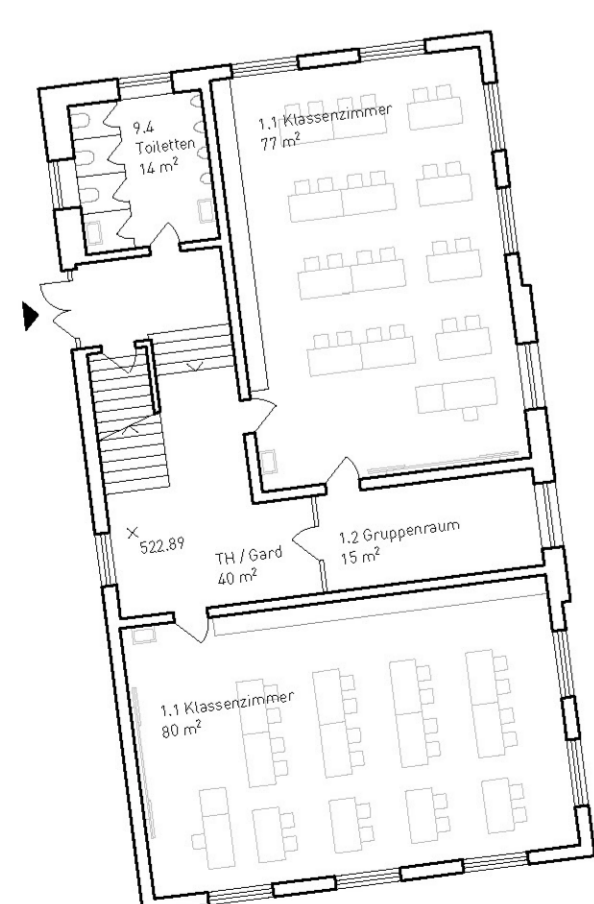 9.4
Toiletten
14 m²
1.1 Klassenzimmer
77 m²
522.89
TH / Gard
40 m²
1.2 Gruppenraum
15 m²
1.1 Klassenzimmer
80 m²